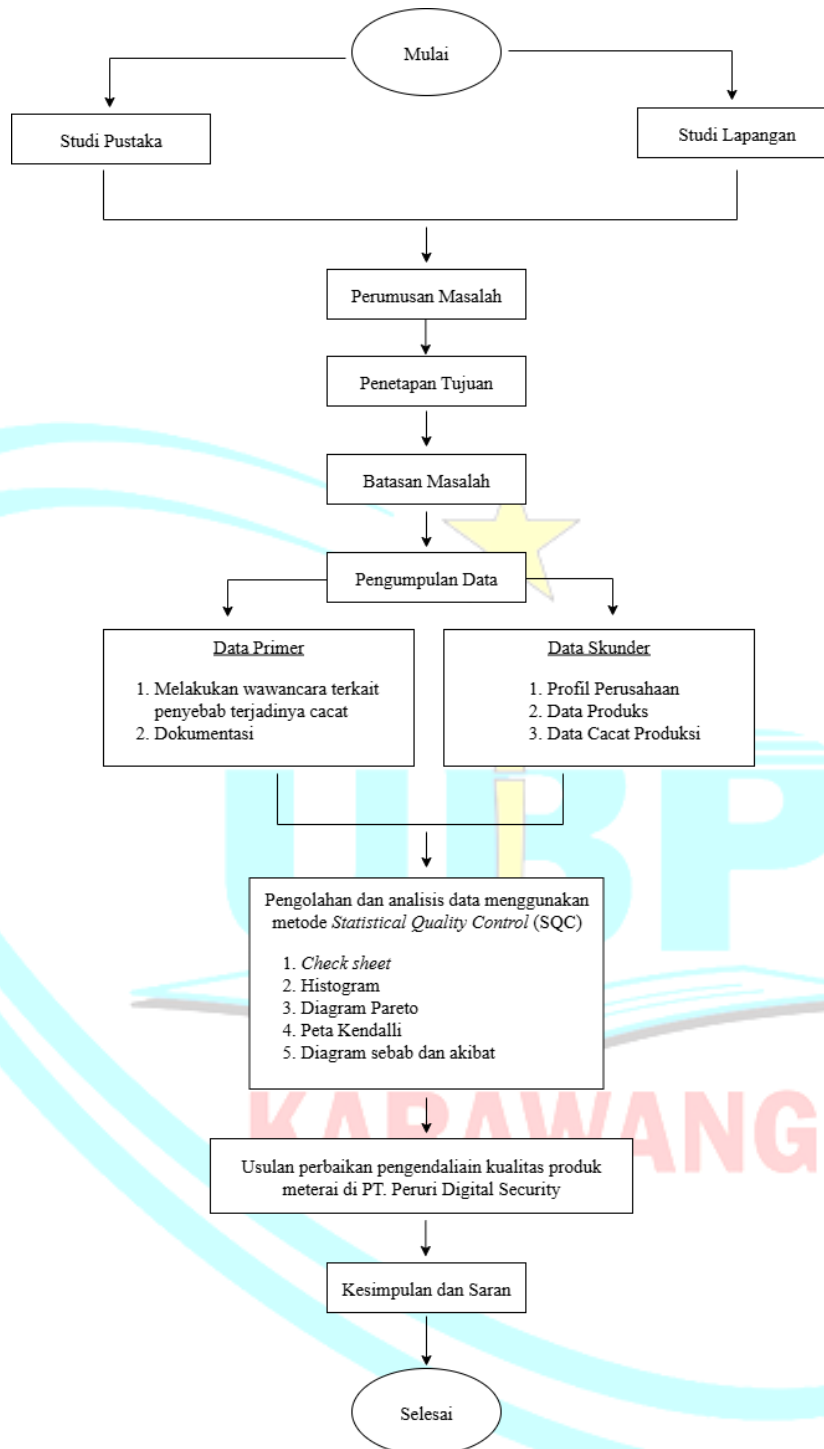 Mulai
Studi Pustaka
Studi Lapangan
Perumusan Masalah
Penetapan Tujuan
Batasan Masalah
Pengumpulan Data
Data Primer
1. Melakukan wawancara terkait
penyebab terjadinya cacat
2. Dokumentasi
Data Skunder
1. Profil Perusahaan
2. Data Produks
3. Data Cacat Produksi
UBP
Pengolahan dan analisis data menggunakan
metode Statistical Quality Control (SQC)
1. Check sheet
2. Histogram
3. Diagram Pareto
4. Peta Kendalli
5. Diagram sebab dan akibat
KARAWANG
Usulan perbaikan pengendaliain kualitas produk
meterai di PT. Peruri Digital Security
Kesimpulan dan Saran
Selesai